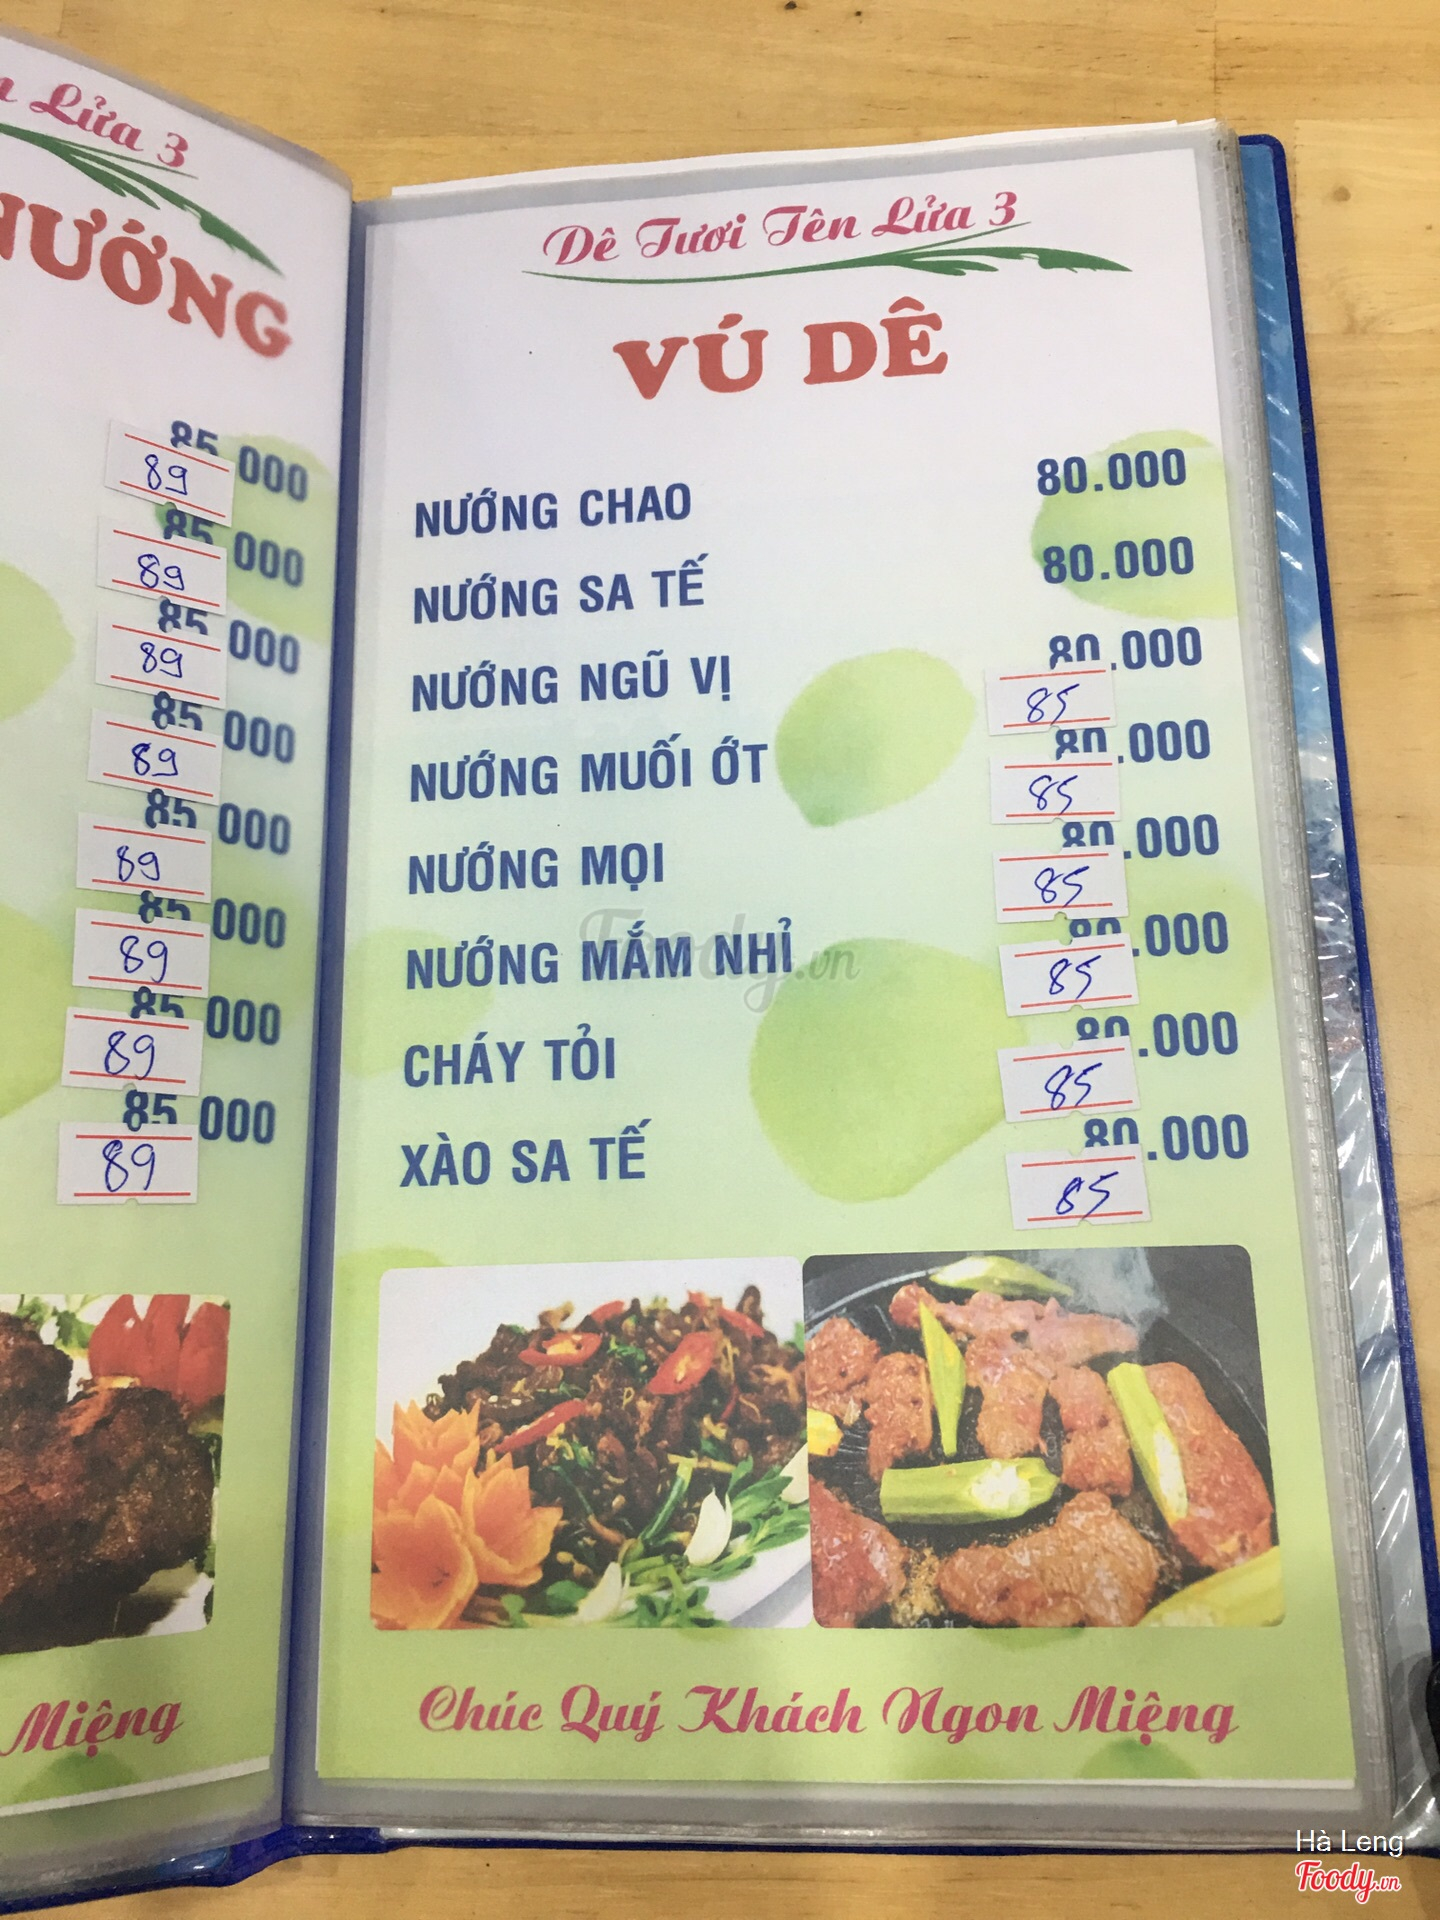 Lửa 3
NƯỚNG
85.000
89
85.000
89
85.000
89
85.000
89
85.000
89
85.000
89
85.000
89
85.000
89
Miệng
Dê Tươi Tên Lửa 3
VÚ DÊ
NƯỚNG CHAO 80.000
NƯỚNG SA TẾ 80.000
NƯỚNG NGŨ VỊ 80.000
85
NƯỚNG MUỐI ỚT 80.000
85
NƯỚNG MỌI 80.000
85
NƯỚNG MẮM NHỈ 80.000
85
CHÁY TỎI 80.000
85
XÀO SA TẾ 80.000
85
Foody.vn
Chúc Quý Khách Ngon Miệng
Hà Leng
Foody.vn